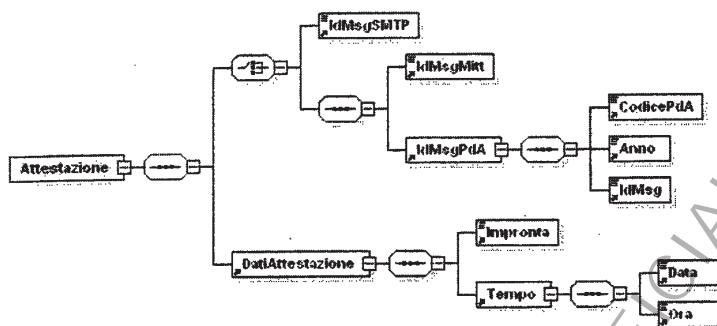 IdMsgSMTP
IdMsgMitt
CodicePdA
IdMsgPdA
Anno
Attestazione
IdMsg
Impronta
DatiAttestazione
Data
Tempo
Ora